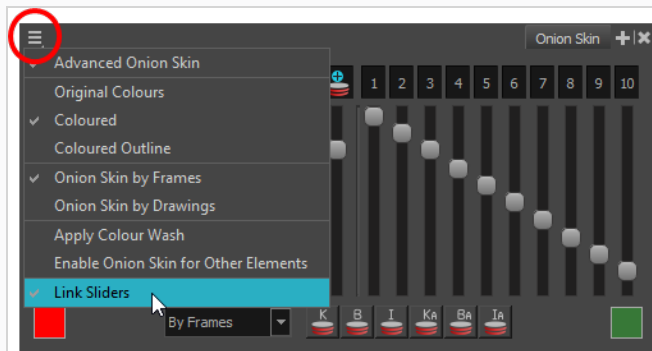 Onion Skin
Advanced Onion Skin
1 2 3 4 5 6 7 8 9 10
Original Colours
Coloured
Coloured Outline
Onion Skin by Frames
Onion Skin by Drawings
Apply Colour Wash
Enable Onion Skin for Other Elements
Link Sliders
By Frames
K B I KA BA IA